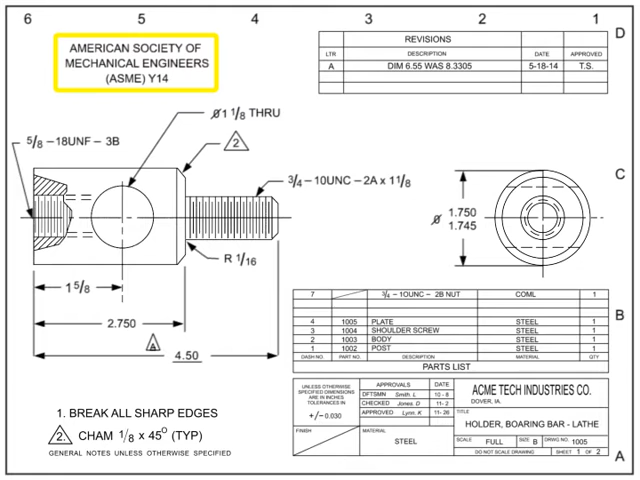 6 5 4 3 2 1
D
AMERICAN SOCIETY OF
MECHANICAL ENGINEERS
(ASME) Y14
REVISIONS
LTR DESCRIPTION DATE APPROVED
A DIM 6.55 WAS 8.3305 5-18-14 T.S.
Ø1 1/8 THRU
5/8 – 18UNF – 3B
2
3/4 – 10UNC – 2A x 11/8
C
Ø 1.750
1.745
R 1/16
1 5/8
2.750
A
4.50
7 3/4 – 1OUNC – 2B NUT COML 1
B
4 1005 PLATE STEEL 1
3 1004 SHOULDER SCREW STEEL 1
2 1003 BODY STEEL 1
1 1002 POST STEEL 1
DASH NO. PART NO. DESCRIPTION MATERIAL QTY
PARTS LIST
UNLESS OTHERWISE
SPECIFIED DIMENSIONS
ARE IN INCHES
TOLERANCES IN
+/– 0.030
FINISH
APPROVALS DATE
DFTSMN Smith. L 10 - 8
CHECKED Jones. D 11- 2
APPROVED Lynn. K 11- 26
MATERIAL
STEEL
ACME TECH INDUSTRIES CO.
DOVER, IA.
TITLE
HOLDER, BOARING BAR - LATHE
SCALE FULL SIZE B DRWG NO. 1005
DO NOT SCALE DRAWING SHEET 1 OF 2
1. BREAK ALL SHARP EDGES
2. CHAM 1/8 x 45° (TYP)
GENERAL NOTES UNLESS OTHERWISE SPECIFIED
A